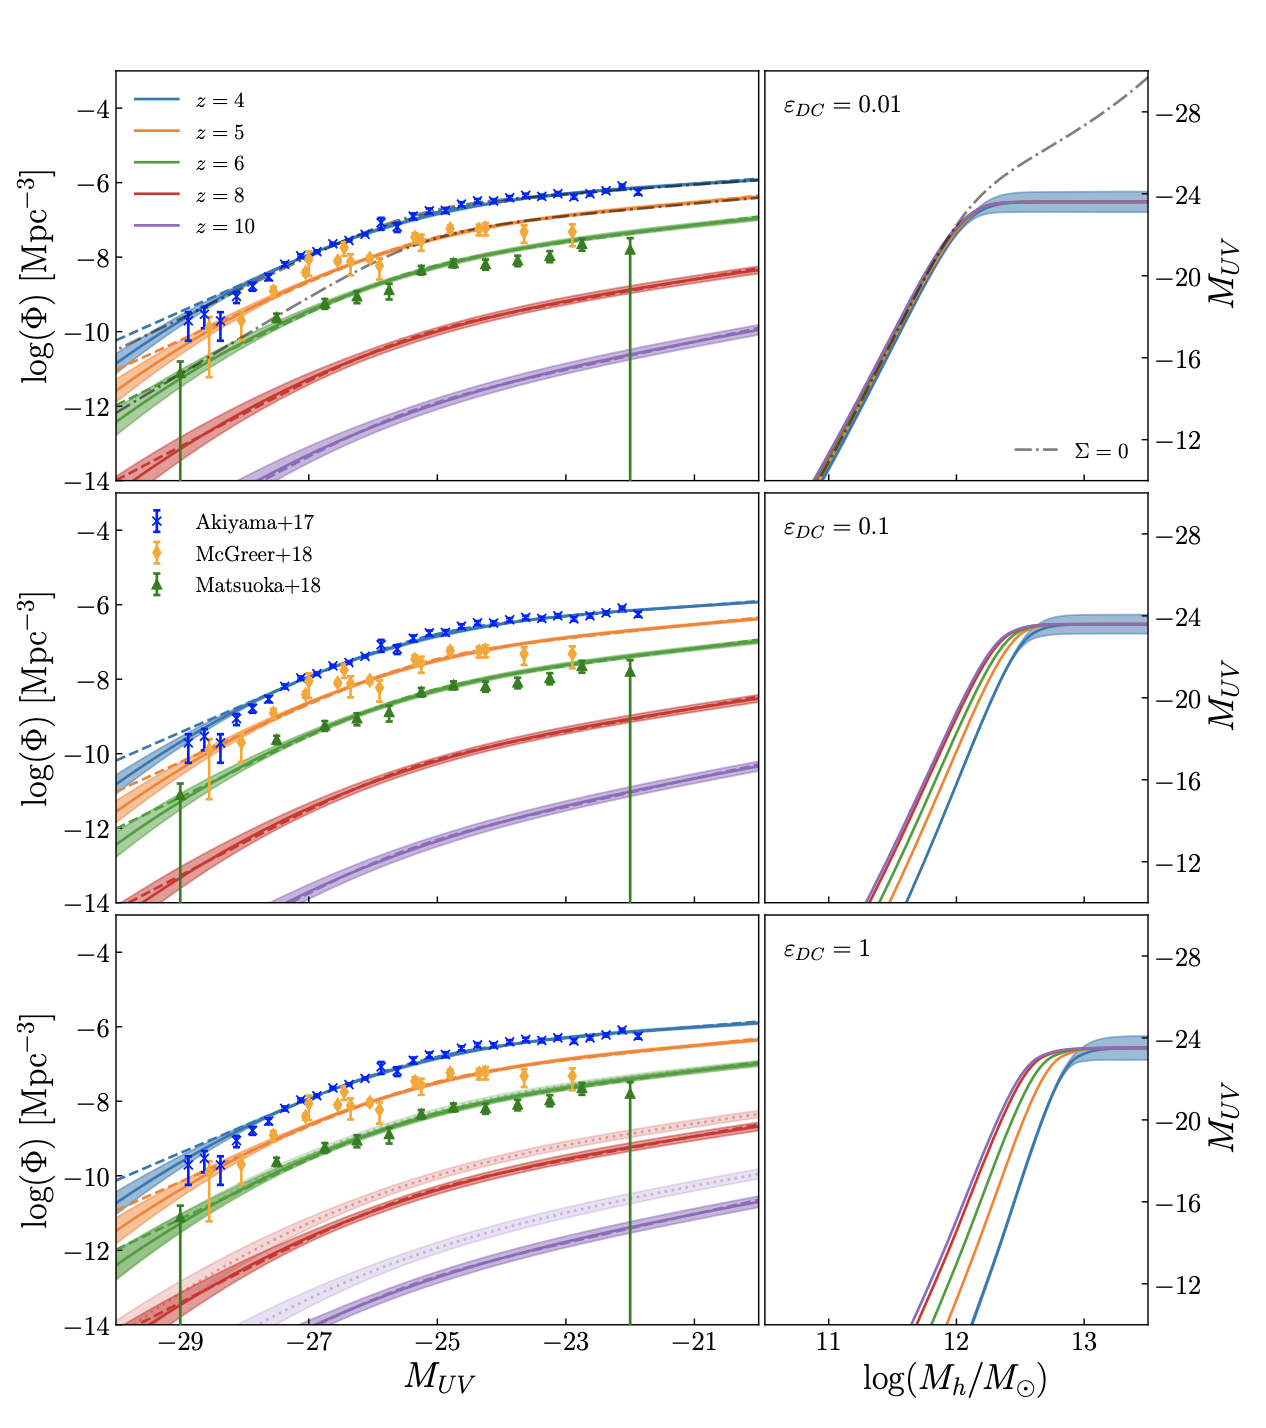 −4
−6
−8
−10
−12
−14
log(Φ) [Mpc⁻³]
z = 4
z = 5
z = 6
z = 8
z = 10
ε_DC = 0.01
Σ = 0
−28
−24
−20
−16
−12
M_UV
−4
−6
−8
−10
−12
−14
log(Φ) [Mpc⁻³]
Akiyama+17
McGreer+18
Matsuoka+18
ε_DC = 0.1
−28
−24
−20
−16
−12
M_UV
−4
−6
−8
−10
−12
−14
log(Φ) [Mpc⁻³]
ε_DC = 1
−28
−24
−20
−16
−12
M_UV
−29 −27 −25 −23 −21
M_UV
11 12 13
log(M_h/M_⊙)